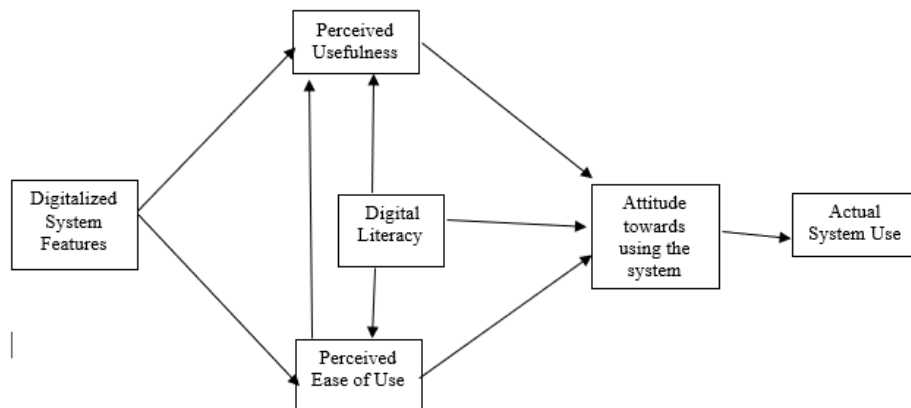 Perceived
Usefulness
Digitalized
System
Features
Digital
Literacy
Attitude
towards
using the
system
Actual
System Use
Perceived
Ease of Use